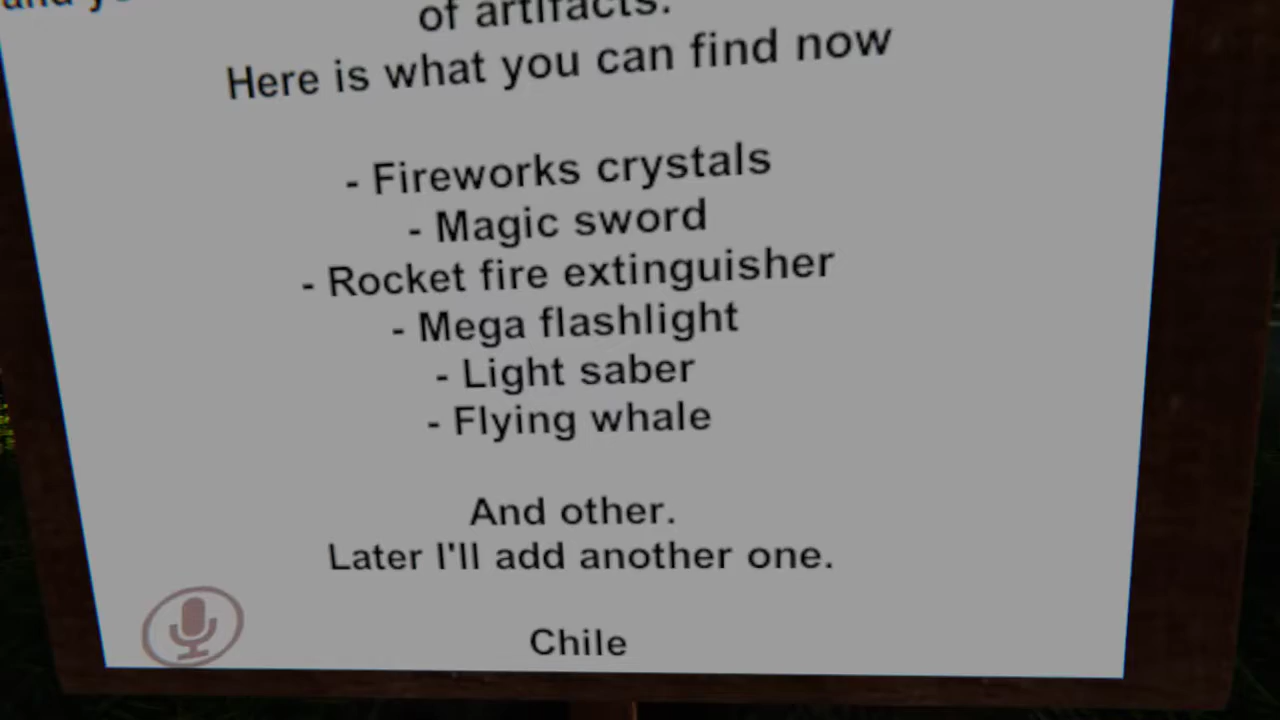 of artifacts.
Here is what you can find now
- Fireworks crystals
- Magic sword
- Rocket fire extinguisher
- Mega flashlight
- Light saber
- Flying whale
And other.
Later I'll add another one.
Chile